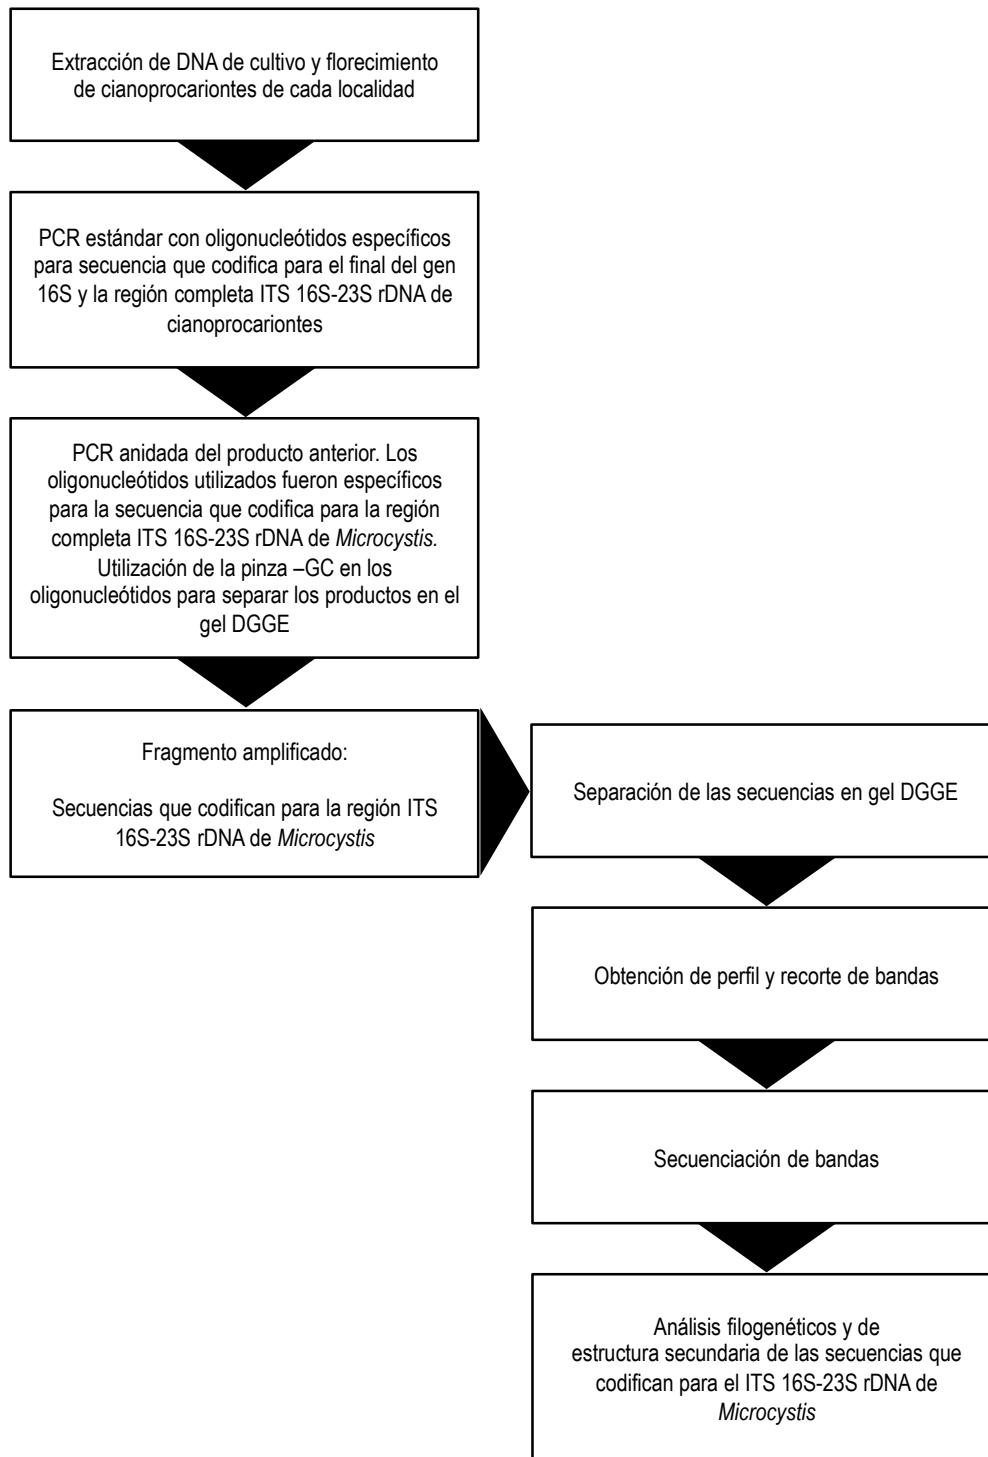 Extracción de DNA de cultivo y florecimiento
de cianoprocariontes de cada localidad
PCR estándar con oligonucleótidos específicos
para secuencia que codifica para el final del gen
16S y la región completa ITS 16S-23S rDNA de
cianoprocariontes
PCR anidada del producto anterior. Los
oligonucleótidos utilizados fueron específicos
para la secuencia que codifica para la región
completa ITS 16S-23S rDNA de Microcystis.
Utilización de la pinza –GC en los
oligonucleótidos para separar los productos en el
gel DGGE
Fragmento amplificado:
Secuencias que codifican para la región ITS
16S-23S rDNA de Microcystis
Separación de las secuencias en gel DGGE
Obtención de perfil y recorte de bandas
Secuenciación de bandas
Análisis filogenéticos y de
estructura secundaria de las secuencias que
codifican para el ITS 16S-23S rDNA de
Microcystis